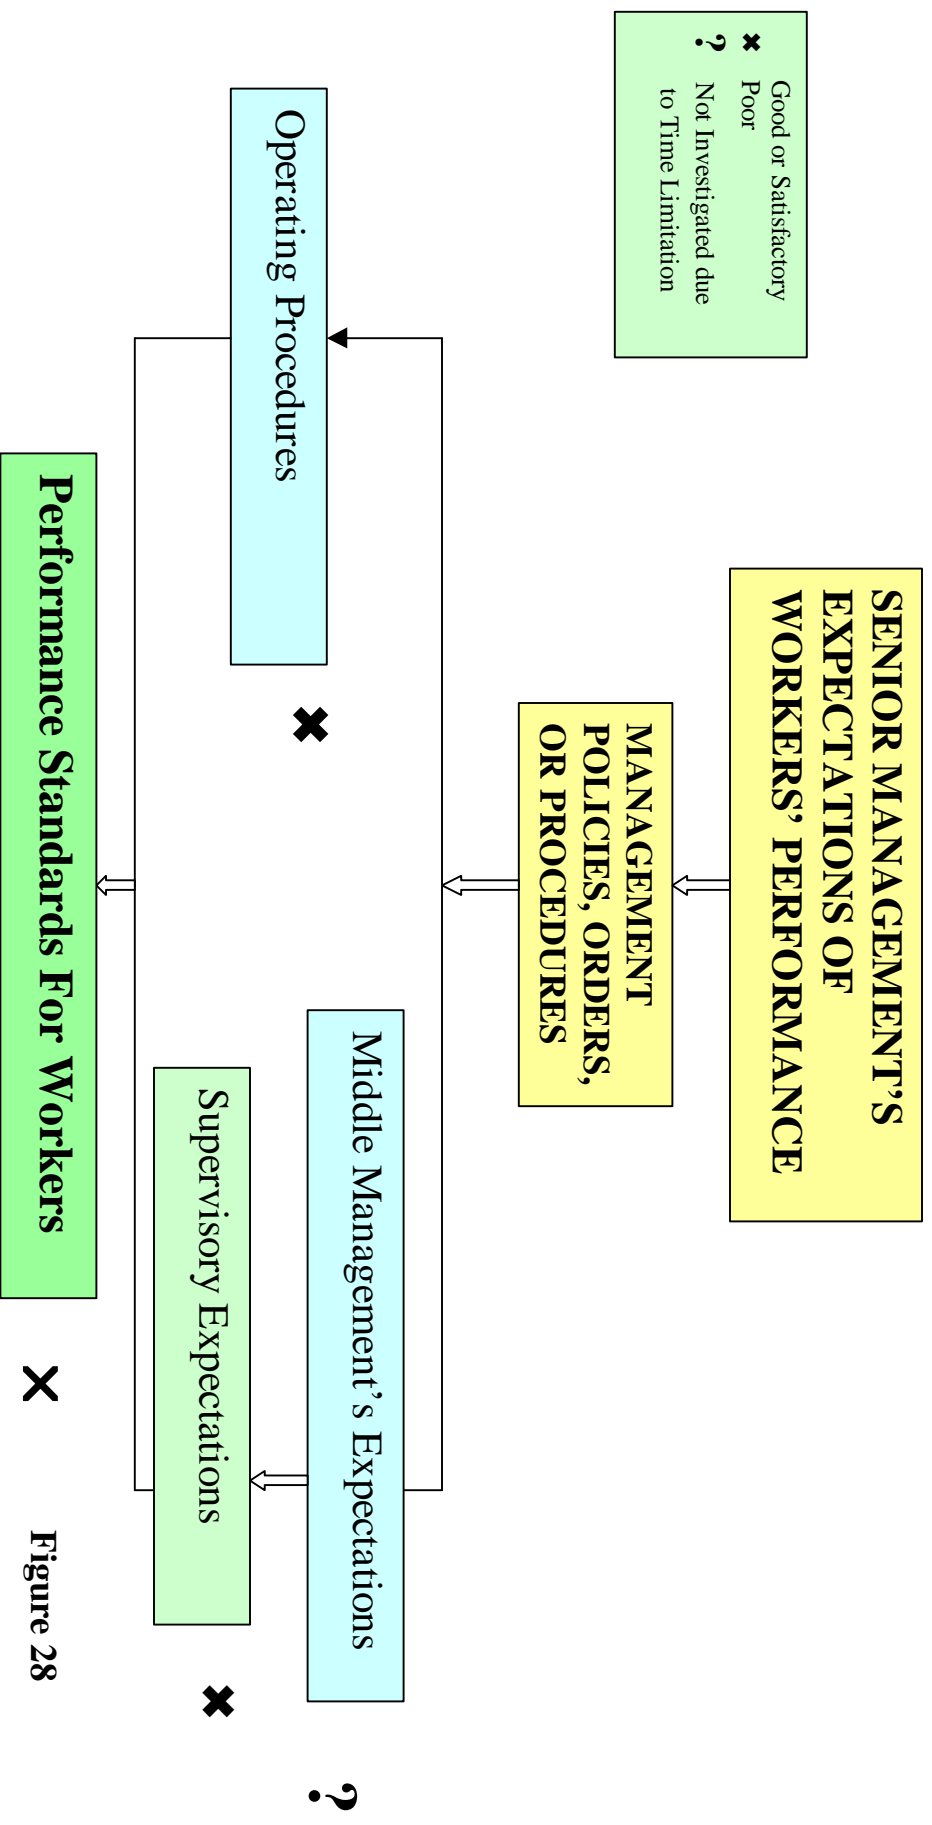 Good or Satisfactory
✖ Poor
? Not Investigated due
to Time Limitation
SENIOR MANAGEMENT’S
EXPECTATIONS OF
WORKERS’ PERFORMANCE
MANAGEMENT
POLICIES, ORDERS,
OR PROCEDURES
Operating Procedures
✖
Middle Management’s Expectations
?
Supervisory Expectations
✖
Performance Standards For Workers
✕
Figure 28